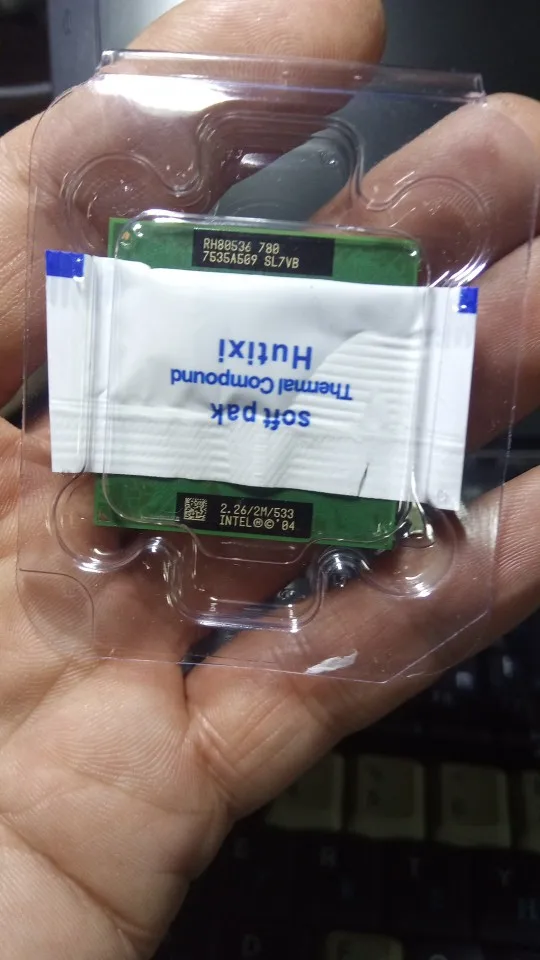 RH80536 780
7535A509 SL7VB
soft pak
Thermal Compound
Hutixi
2.26/2M/533
INTEL®©'04